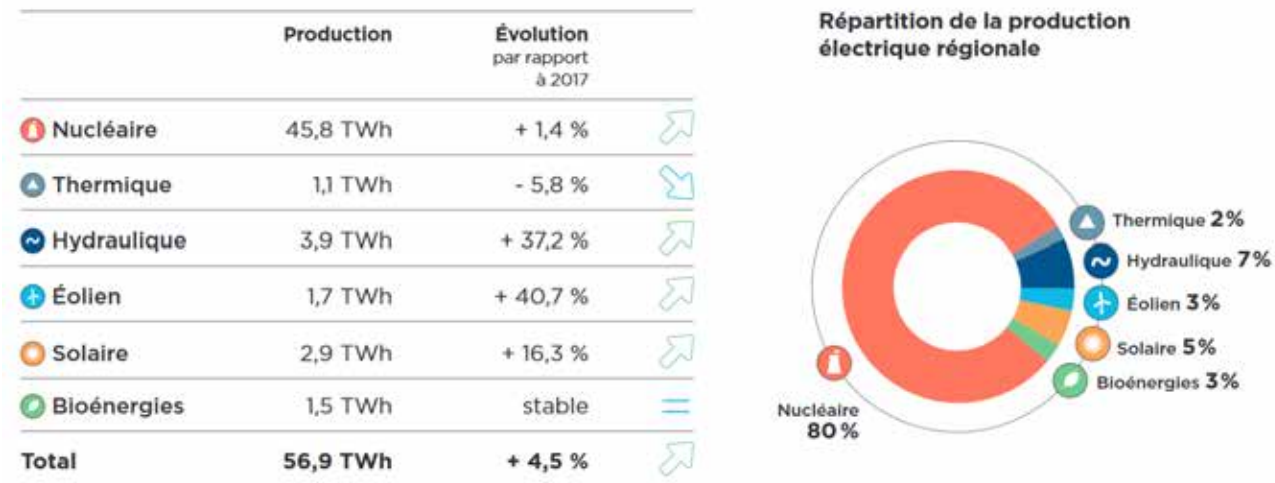 Production Évolution
par rapport
à 2017
Nucléaire 45,8 TWh + 1,4 %
Thermique 1,1 TWh - 5,8 %
Hydraulique 3,9 TWh + 37,2 %
Éolien 1,7 TWh + 40,7 %
Solaire 2,9 TWh + 16,3 %
Bioénergies 1,5 TWh stable
Total 56,9 TWh + 4,5 %
Répartition de la production
électrique régionale
Thermique 2%
Hydraulique 7%
Éolien 3%
Solaire 5%
Bioénergies 3%
Nucléaire
80%